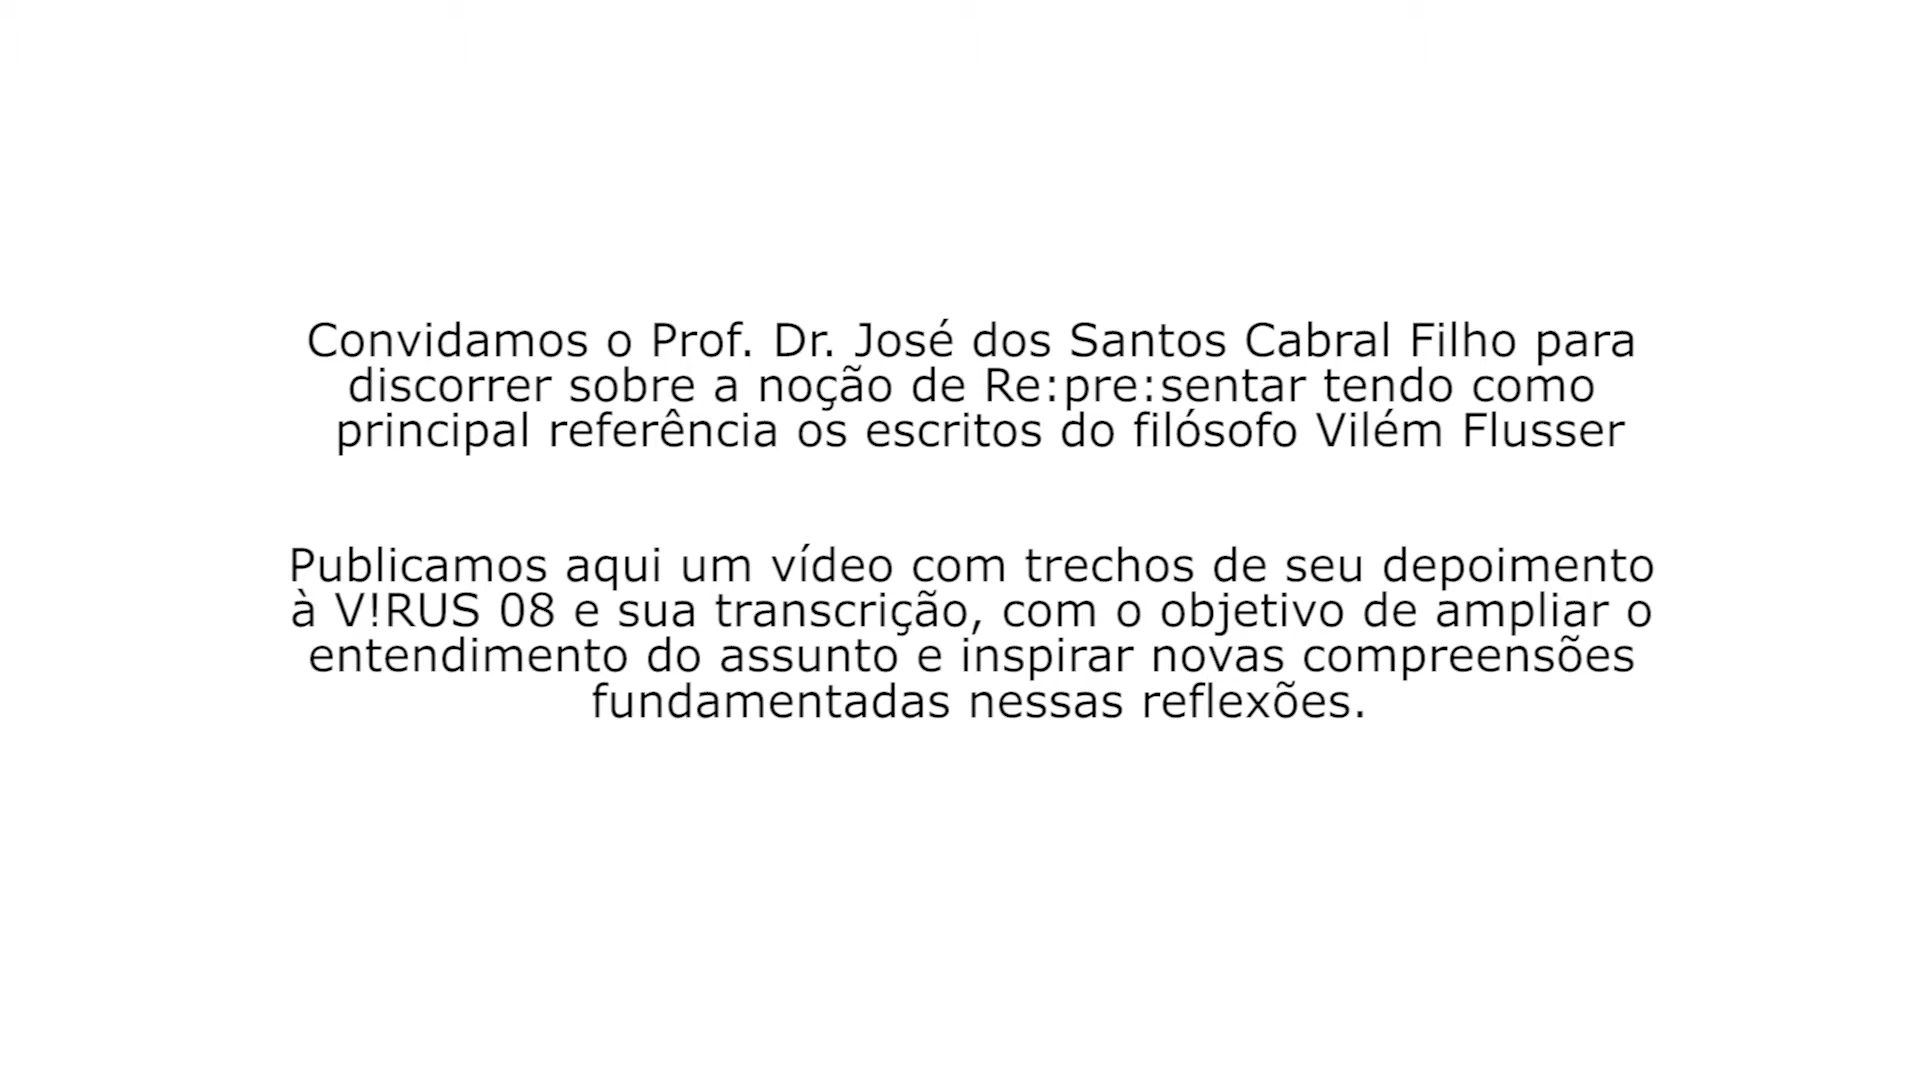 Convidamos o Prof. Dr. José dos Santos Cabral Filho para
discorrer sobre a noção de Re:pre:sentar tendo como
principal referência os escritos do filósofo Vilém Flusser
Publicamos aqui um vídeo com trechos de seu depoimento
à V!RUS 08 e sua transcrição, com o objetivo de ampliar o
entendimento do assunto e inspirar novas compreensões
fundamentadas nessas reflexões.